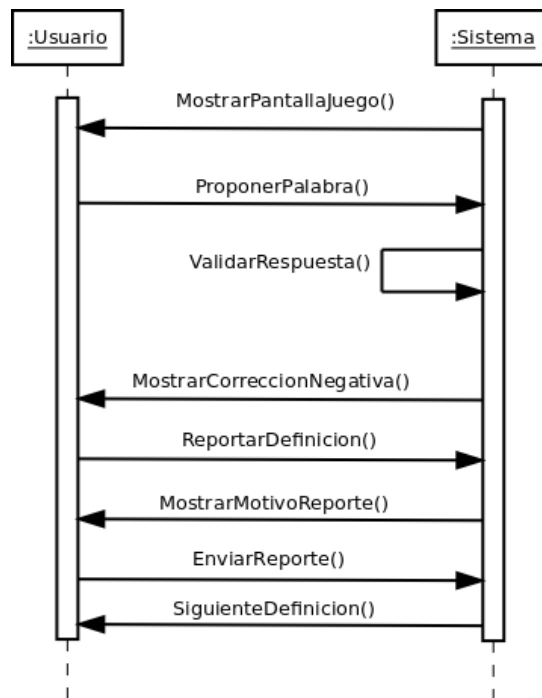 :Usuario
:Sistema
MostrarPantallaJuego()
ProponerPalabra()
ValidarRespuesta()
MostrarCorreccionNegativa()
ReportarDefinicion()
MostrarMotivoReporte()
EnviarReporte()
SiguienteDefinicion()